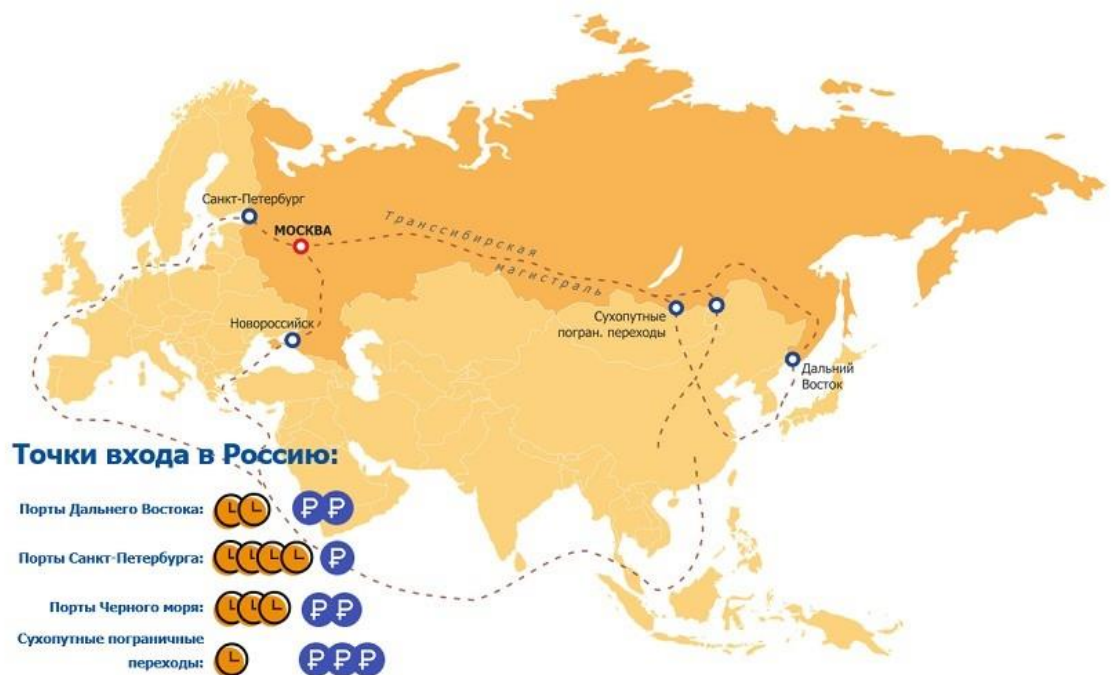 Санкт-Петербург
МОСКВА
Транссибирская
магистраль
Новороссийск
Сухопутные
погран. переходы
Дальний
Восток
Точки входа в Россию:
Порты Дальнего Востока:
₽₽
Порты Санкт-Петербурга:
₽
Порты Черного моря:
₽₽
Сухопутные пограничные
переходы:
₽₽₽